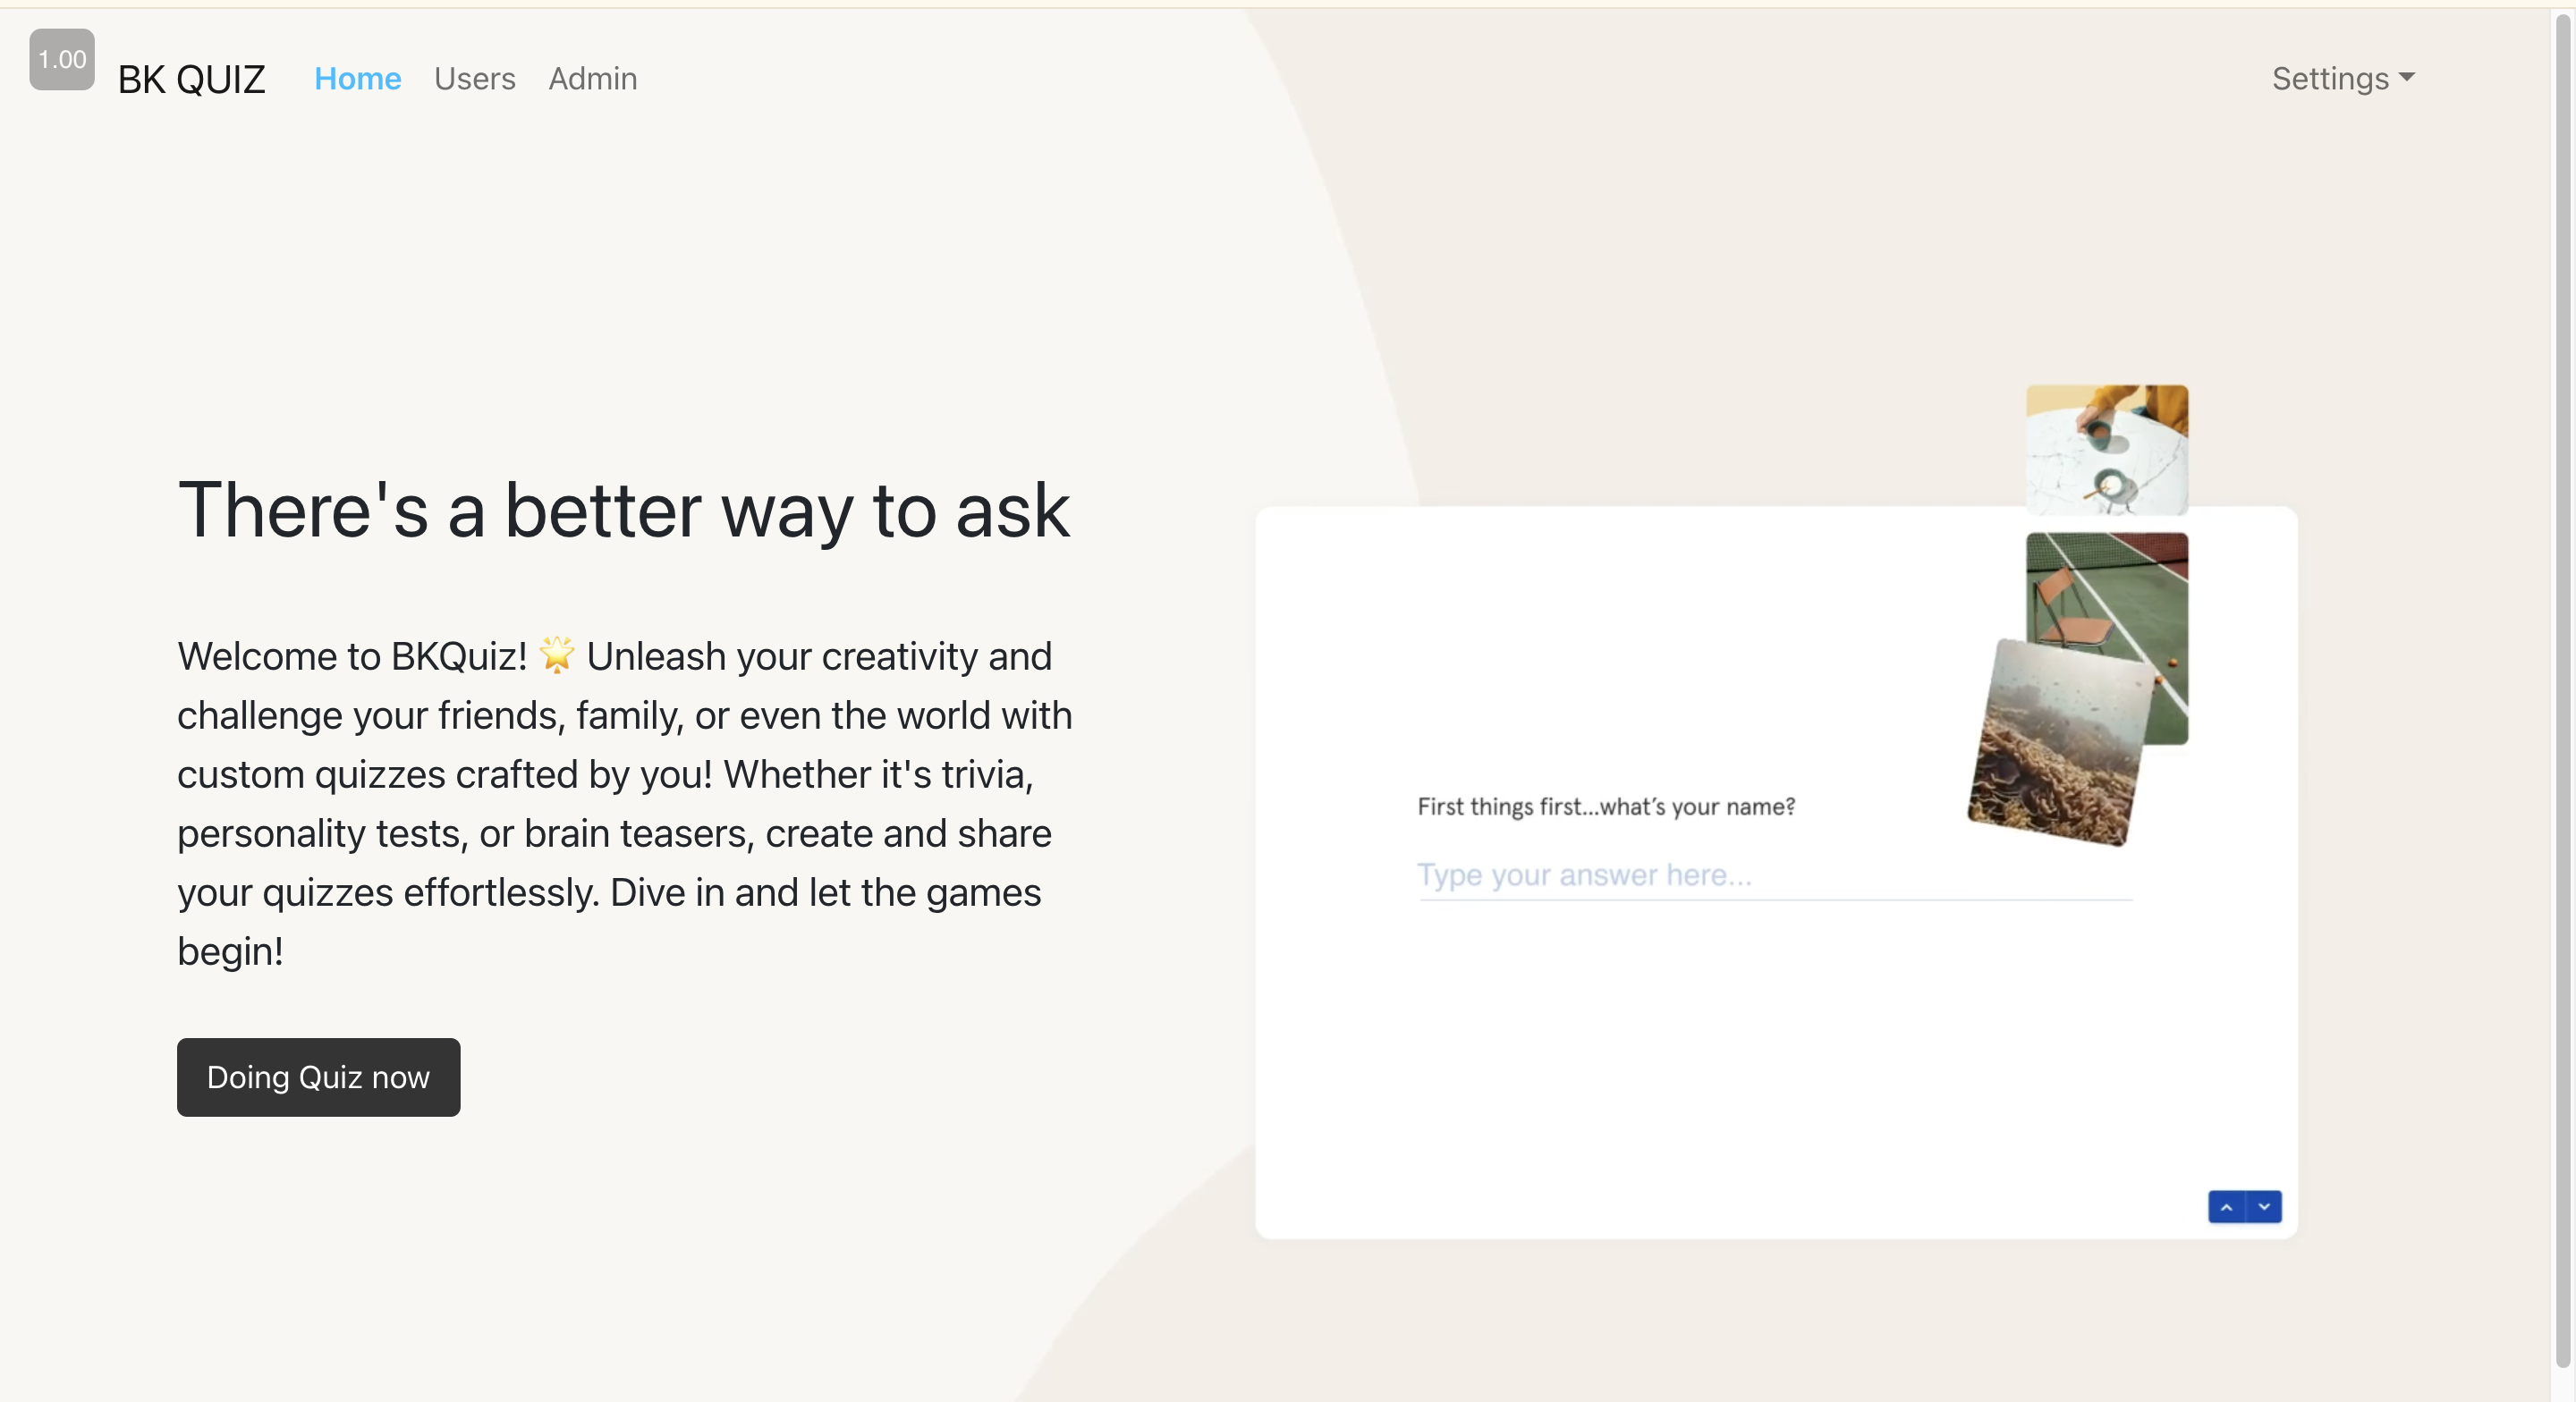 1.00
BK QUIZ
Home
Users
Admin
Settings
There's a better way to ask
Welcome to BKQuiz! 🌟 Unleash your creativity and
challenge your friends, family, or even the world with
custom quizzes crafted by you! Whether it's trivia,
personality tests, or brain teasers, create and share
your quizzes effortlessly. Dive in and let the games
begin!
Doing Quiz now
First things first...what's your name?
Type your answer here...